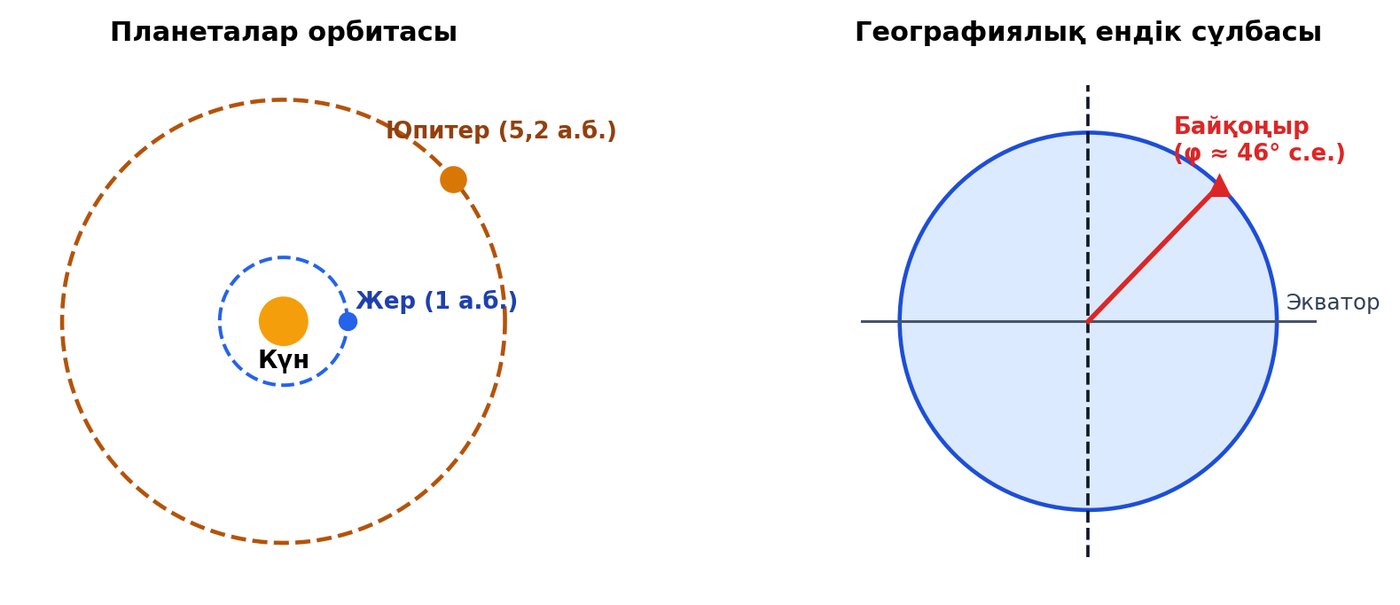 Планеталар орбитасы
Юпитер (5,2 а.б.)
Жер (1 а.б.)
Күн
Географиялық ендік сұлбасы
Байқоңыр
(φ ≈ 46° с.е.)
Экватор